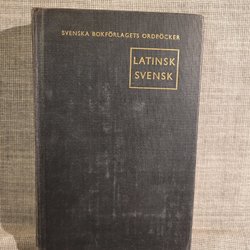 SVENSKA BOKFÖRLAGETS ORDBÖCKER
LATINSK
SVENSK